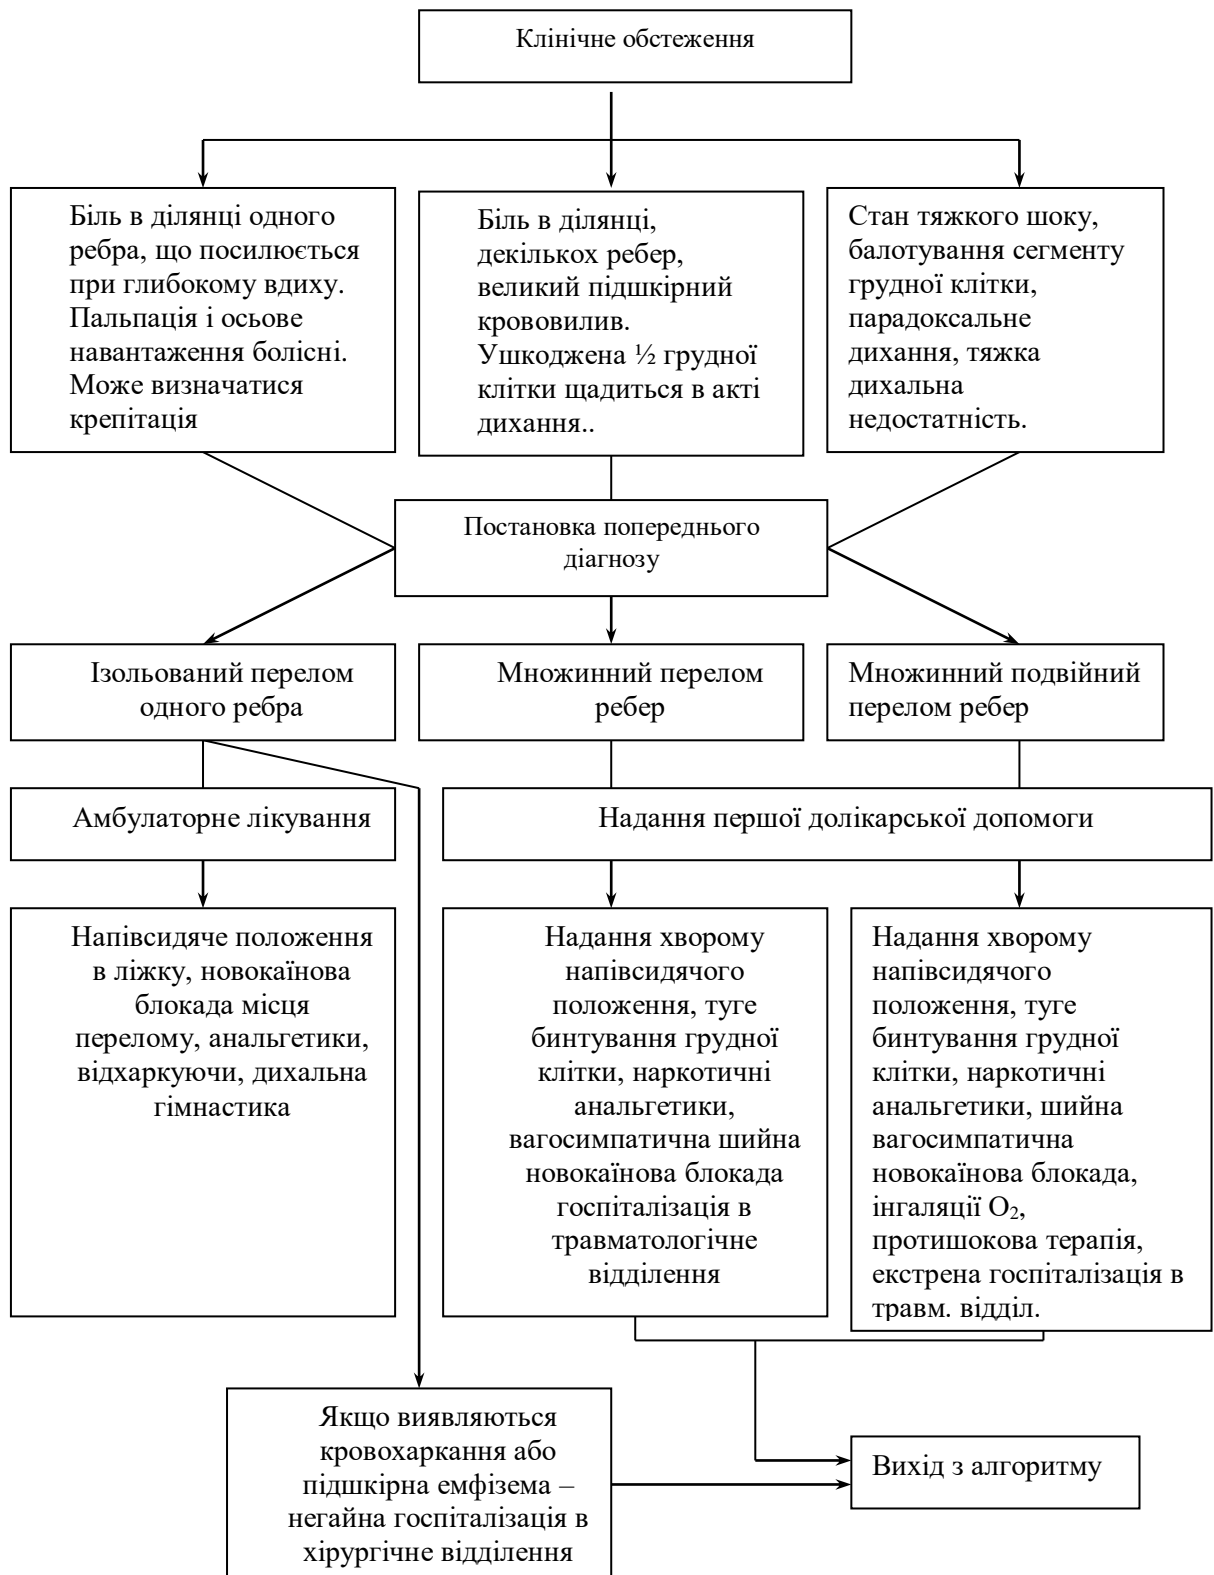 Клінічне обстеження
Біль в ділянці одного
ребра, що посилюється
при глибокому вдиху.
Пальпація і осьове
навантаження болісні.
Може визначатися
крепітація
Біль в ділянці,
декількох ребер,
великий підшкірний
крововилив.
Ушкоджена ½ грудної
клітки щадиться в акті
дихання..
Стан тяжкого шоку,
балотування сегменту
грудної клітки,
парадоксальне
дихання, тяжка
дихальна
недостатність.
Постановка попереднього
діагнозу
Ізольований перелом
одного ребра
Множинний перелом
ребер
Множинний подвійний
перелом ребер
Амбулаторне лікування
Надання першої долікарської допомоги
Напівсидяче положення
в ліжку, новокаїнова
блокада місця
перелому, анальгетики,
відхаркуючи, дихальна
гімнастика
Надання хворому
напівсидячого
положення, туге
бинтування грудної
клітки, наркотичні
анальгетики,
вагосимпатична шийна
новокаїнова блокада
госпіталізація в
травматологічне
відділення
Надання хворому
напівсидячого
положення, туге
бинтування грудної
клітки, наркотичні
анальгетики, шийна
вагосимпатична
новокаїнова блокада,
інгаляції О₂,
протишокова терапія,
екстрена госпіталізація в
травм. відділ.
Якщо виявляються
кровохаркання або
підшкірна емфізема –
негайна госпіталізація в
хірургічне відділення
Вихід з алгоритму